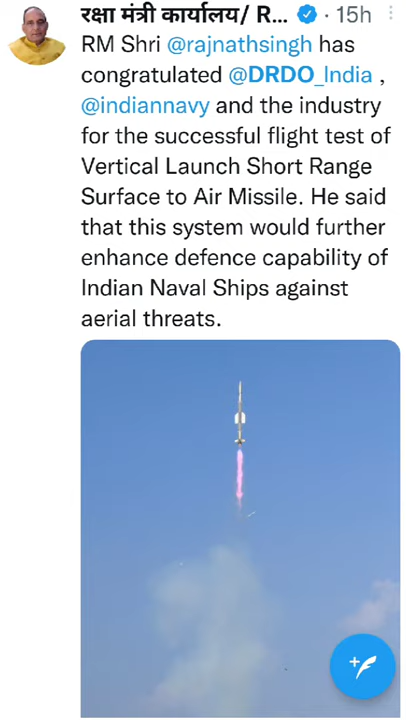 रक्षा मंत्री कार्यालय/ R... · 15h
RM Shri @rajnathsingh has
congratulated @DRDO_India ,
@indiannavy and the industry
for the successful flight test of
Vertical Launch Short Range
Surface to Air Missile. He said
that this system would further
enhance defence capability of
Indian Naval Ships against
aerial threats.